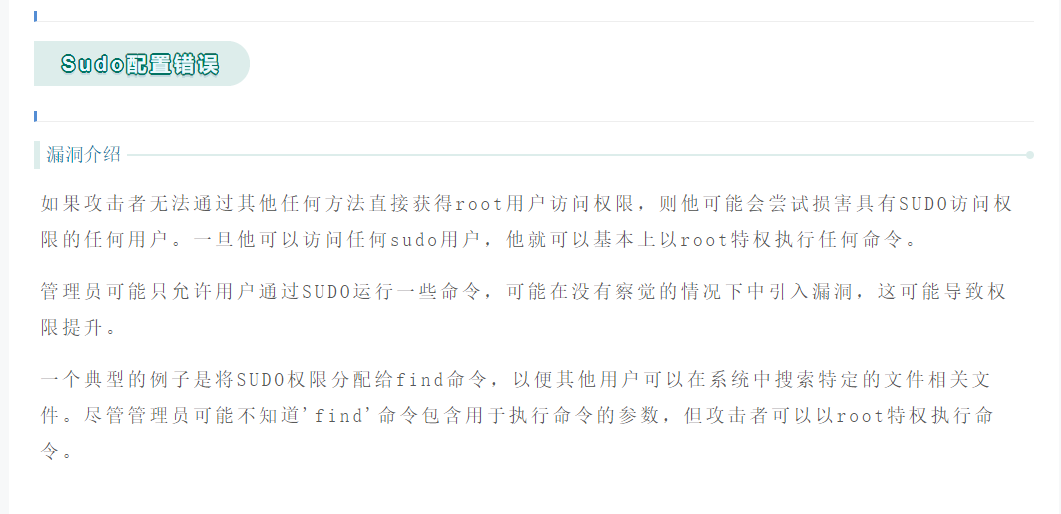 Sudo配置错误
漏洞介绍
如果攻击者无法通过其他任何方法直接获得root用户访问权限，则他可能会尝试损害具有SUDO访问权
限的任何用户。一旦他可以访问任何sudo用户，他就可以基本上以root特权执行任何命令。
管理员可能只允许用户通过SUDO运行一些命令，可能在没有察觉的情况下中引入漏洞，这可能导致权
限提升。
一个典型的例子是将SUDO权限分配给find命令，以便其他用户可以在系统中搜索特定的文件相关文
件。尽管管理员可能不知道'find'命令包含用于执行命令的参数，但攻击者可以以root特权执行命
令。